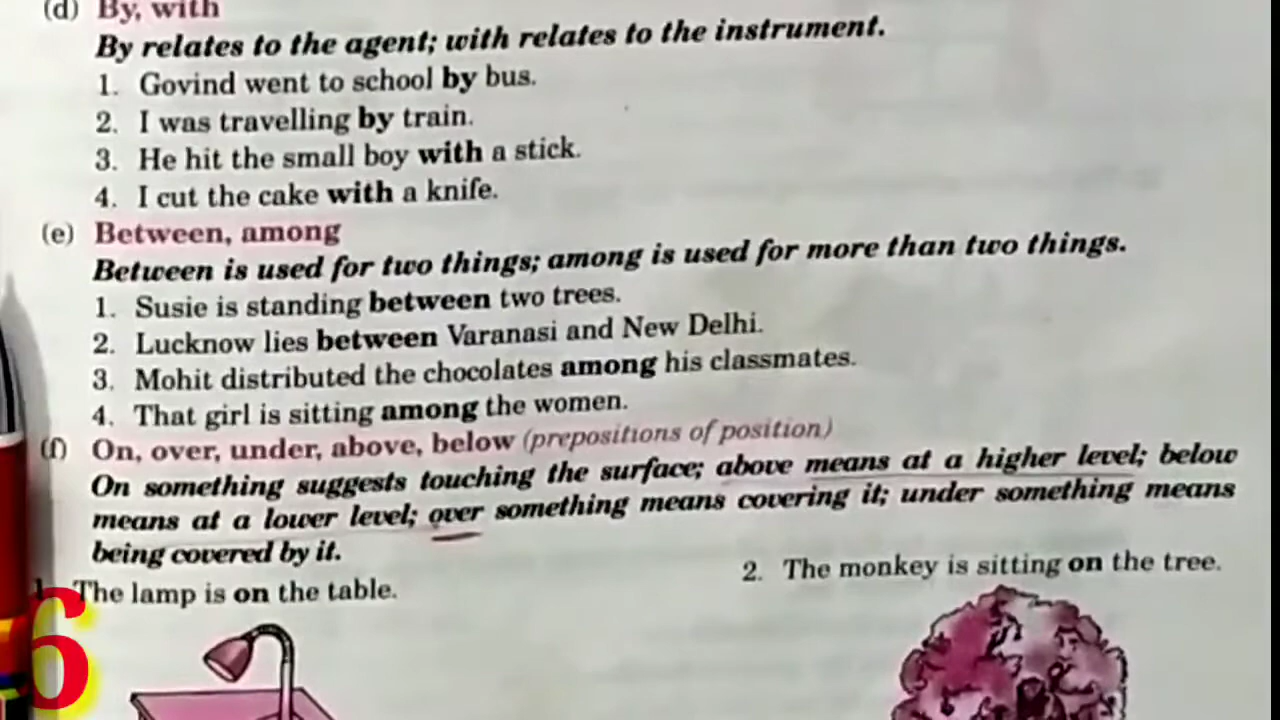 (d) By, with
By relates to the agent; with relates to the instrument.
1. Govind went to school by bus.
2. I was travelling by train.
3. He hit the small boy with a stick.
4. I cut the cake with a knife.
(e) Between, among
Between is used for two things; among is used for more than two things.
1. Susie is standing between two trees.
2. Lucknow lies between Varanasi and New Delhi.
3. Mohit distributed the chocolates among his classmates.
4. That girl is sitting among the women.
(f) On, over, under, above, below (prepositions of position)
On something suggests touching the surface; above means at a higher level; below
means at a lower level; over something means covering it; under something means
being covered by it.
1. The lamp is on the table.
2. The monkey is sitting on the tree.
6